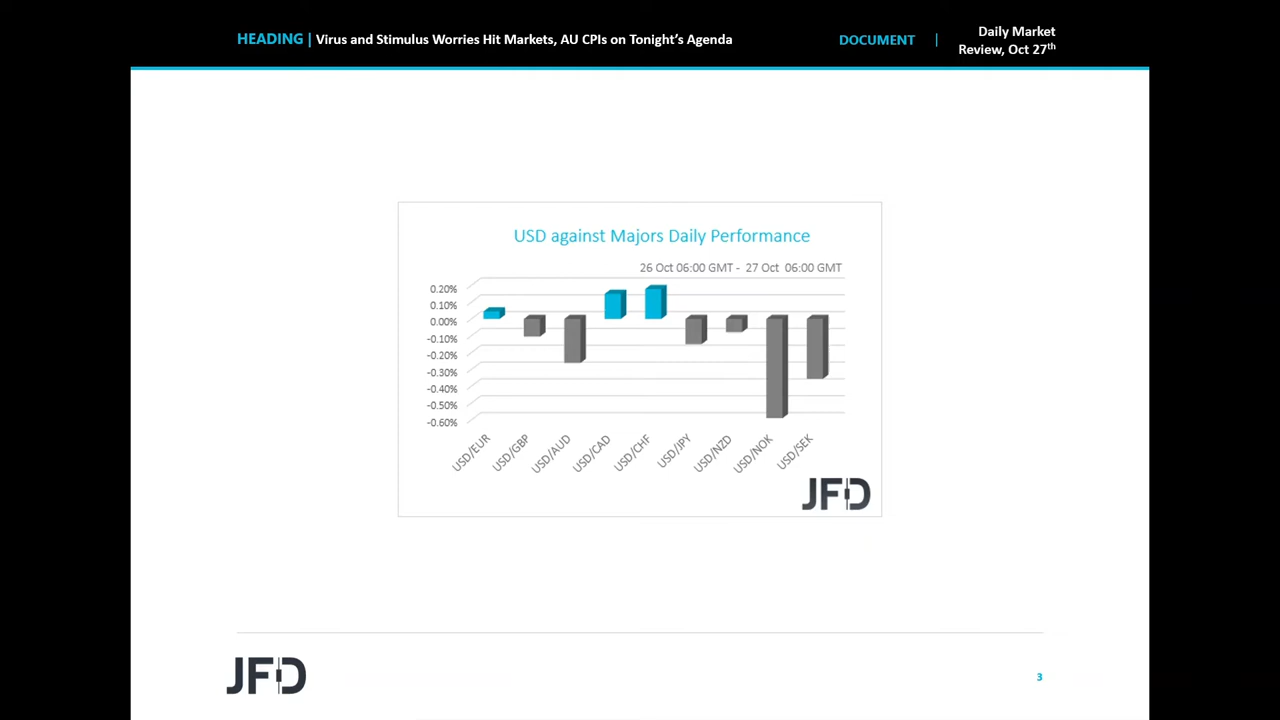 HEADING | Virus and Stimulus Worries Hit Markets, AU CPIs on Tonight’s Agenda
DOCUMENT |
Daily Market
Review, Oct 27th
USD against Majors Daily Performance
26 Oct 06:00 GMT - 27 Oct 06:00 GMT
0.20%
0.10%
0.00%
-0.10%
-0.20%
-0.30%
-0.40%
-0.50%
-0.60%
USD/EUR
USD/GBP
USD/AUD
USD/CAD
USD/CHF
USD/JPY
USD/NZD
USD/NOK
USD/SEK
JFD
JFD
3